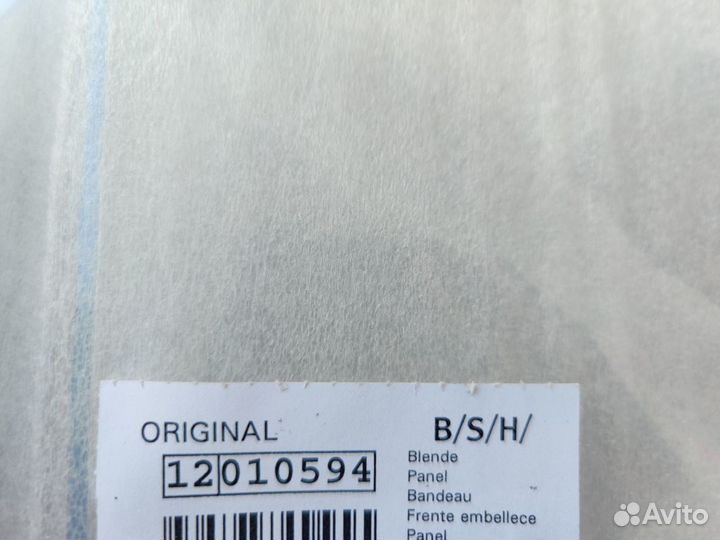 ORIGINAL
B/S/H/
12010594
Blende
Panel
Bandeau
Frente embellece
Panel
Avito